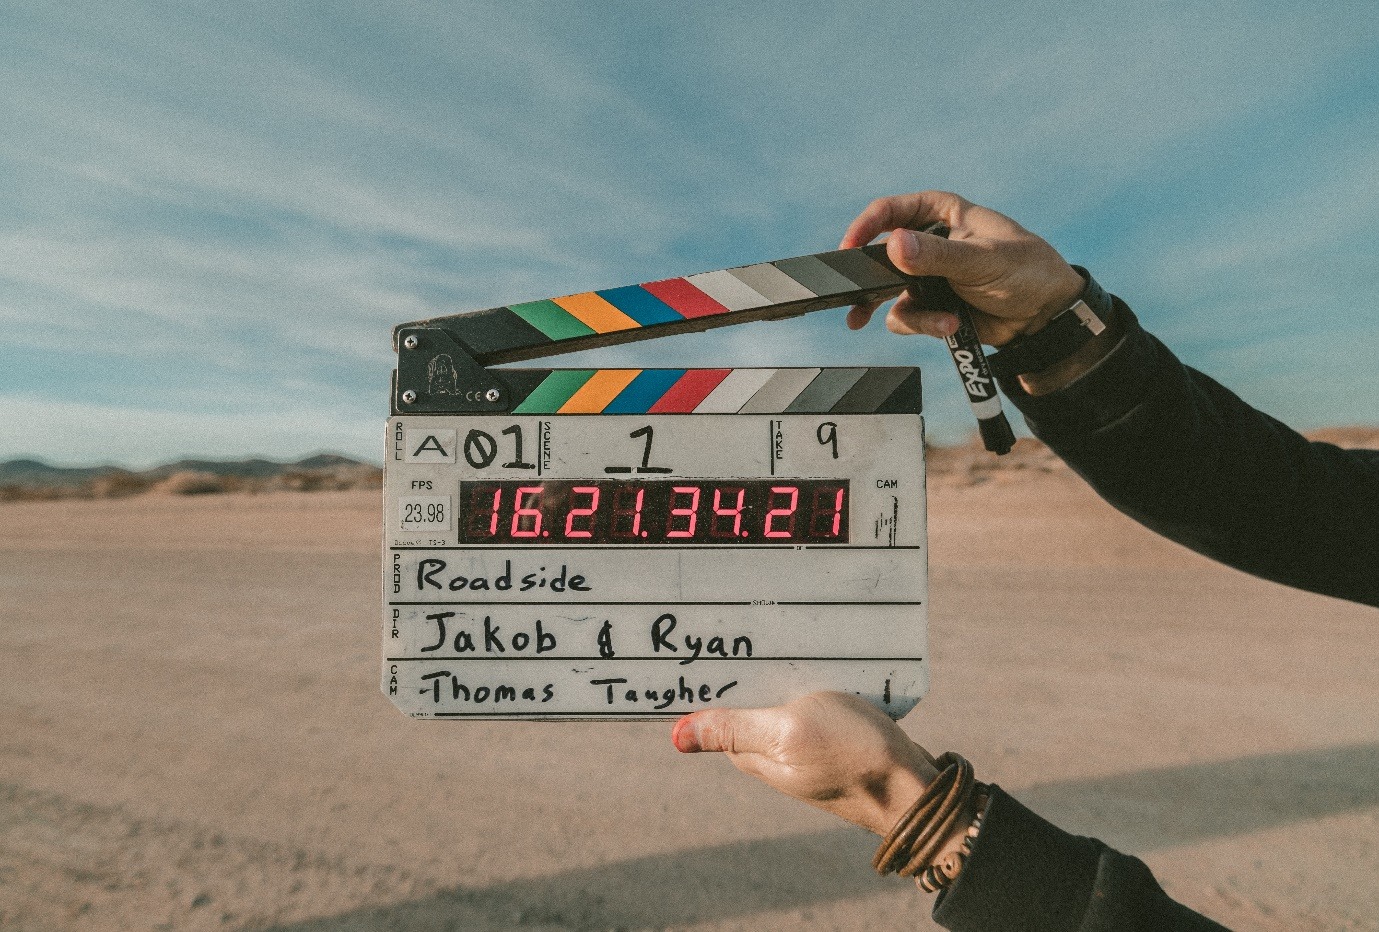 ROLL A 01 SCENE 1 TAKE 9
FPS CAM
23.98 16.21.34.21
PROD Roadside
DIR Jakob & Ryan
CAM Thomas Taugher
CE
EXPO